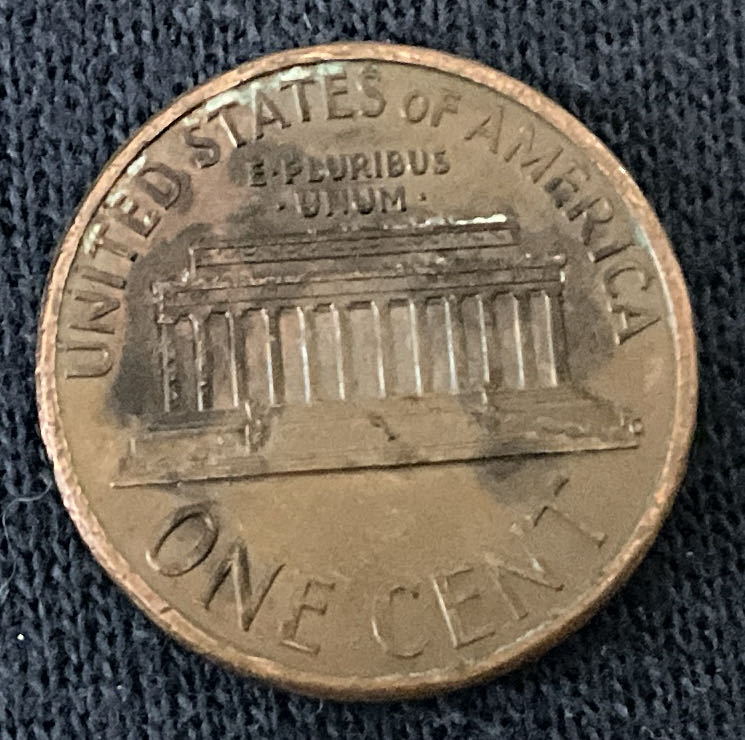 UNITED STATES OF AMERICA
E·PLURIBUS
·UNUM·
ONE CENT